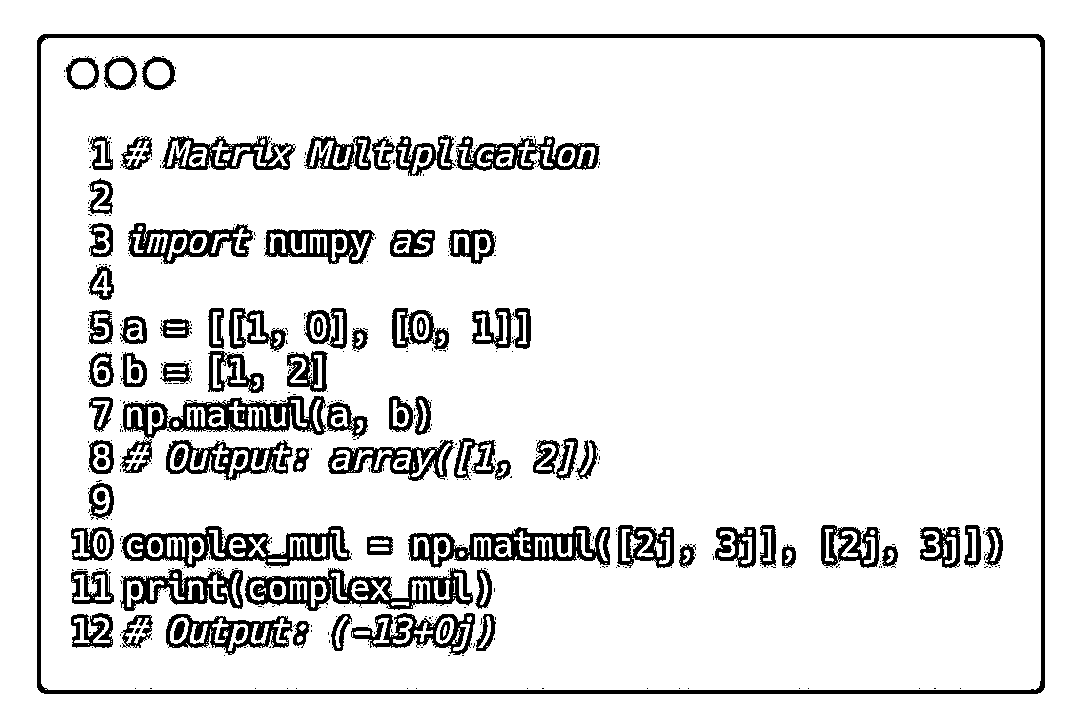 1 # Matrix Multiplication
2
3 import numpy as np
4
5 a = [[1, 0], [0, 1]]
6 b = [1, 2]
7 np.matmul(a, b)
8 # Output: array([1, 2])
9
10 complex_mul = np.matmul([2j, 3j], [2j, 3j])
11 print(complex_mul)
12 # Output: (-13+0j)